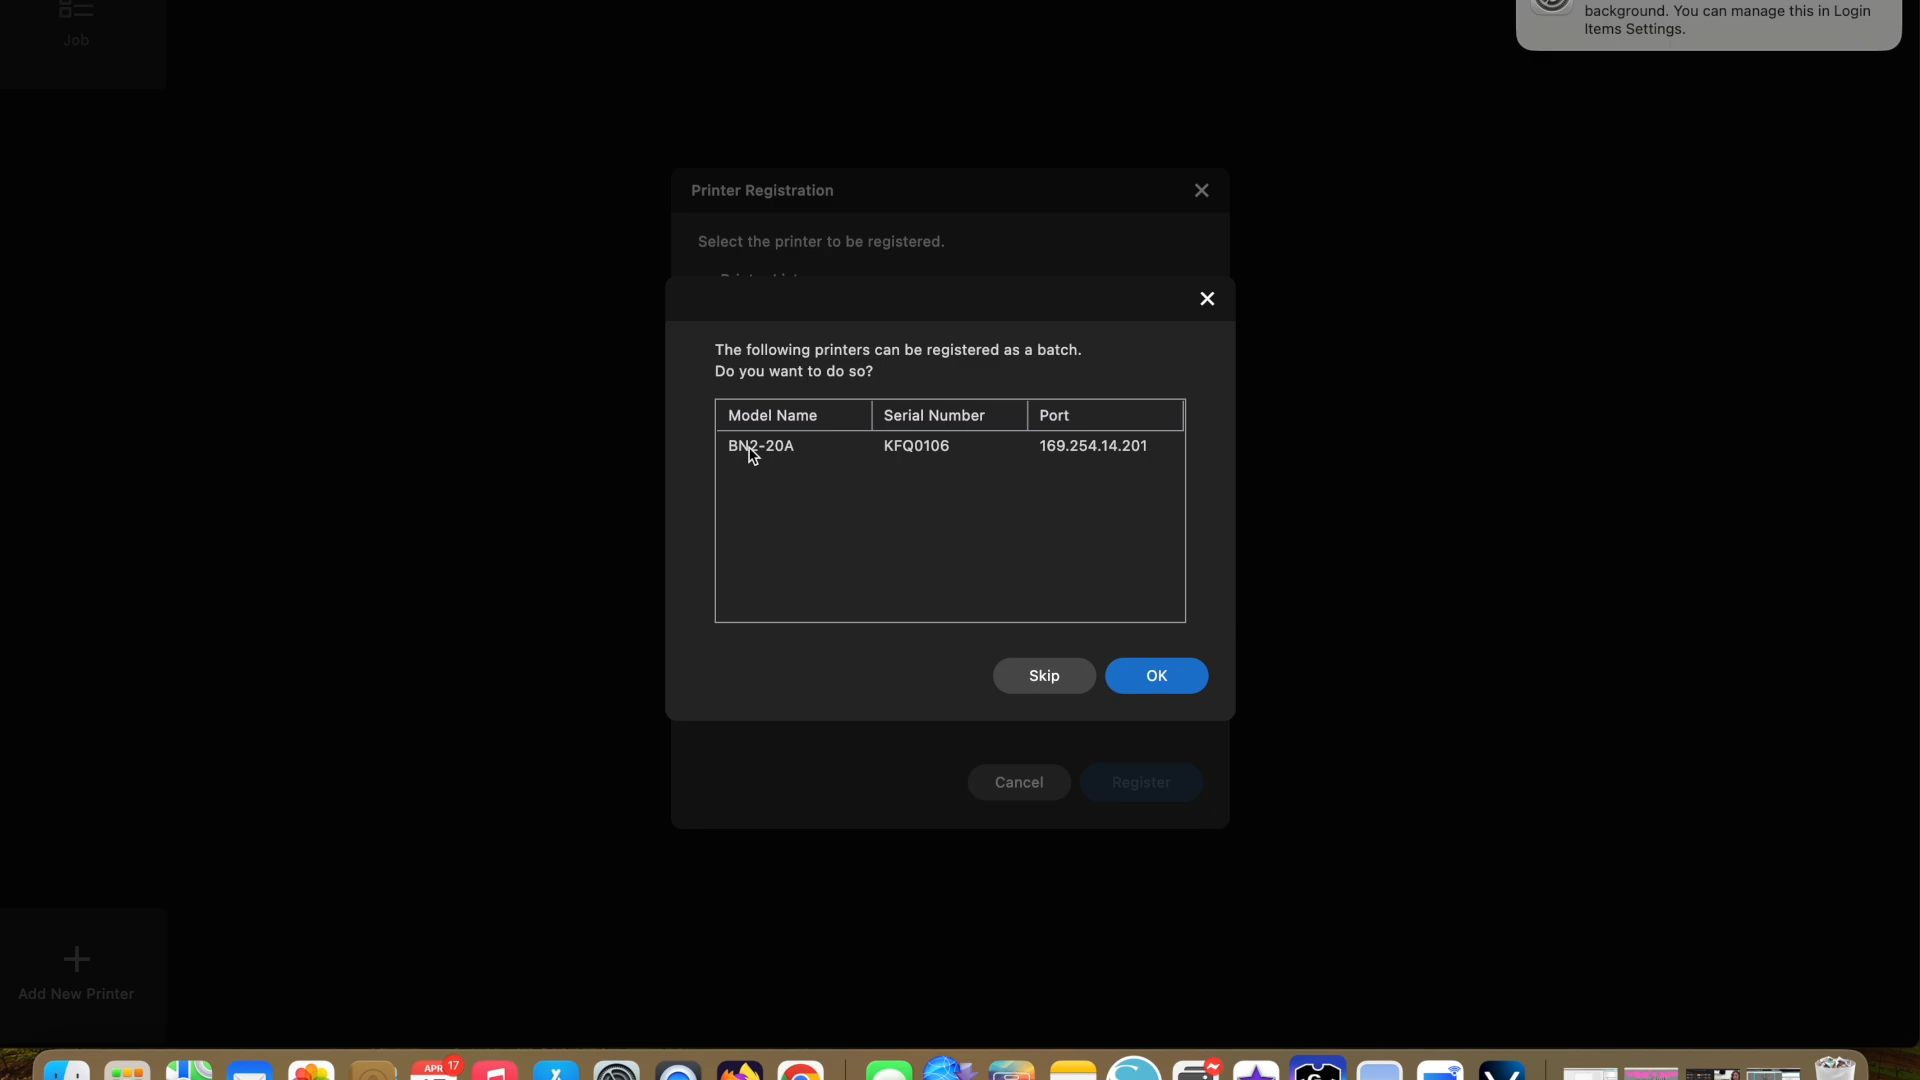 Job
background. You can manage this in Login
Items Settings.
Printer Registration
Select the printer to be registered.
The following printers can be registered as a batch.
Do you want to do so?
Model Name Serial Number Port
BN2-20A KFQ0106 169.254.14.201
Skip OK
Cancel Register
Add New Printer
APR 17